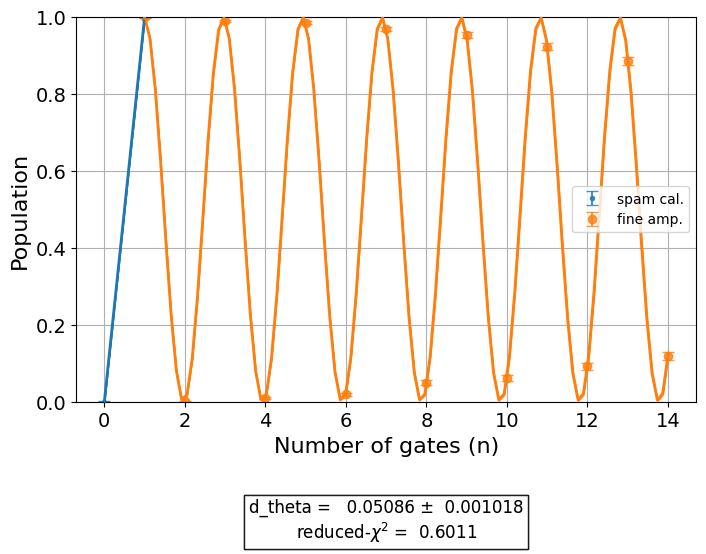 1.0
0.8
0.6
0.4
0.2
0.0
Population
spam cal.
fine amp.
0 2 4 6 8 10 12 14
Number of gates (n)
d_theta = 0.05086 ± 0.001018
reduced-χ² = 0.6011